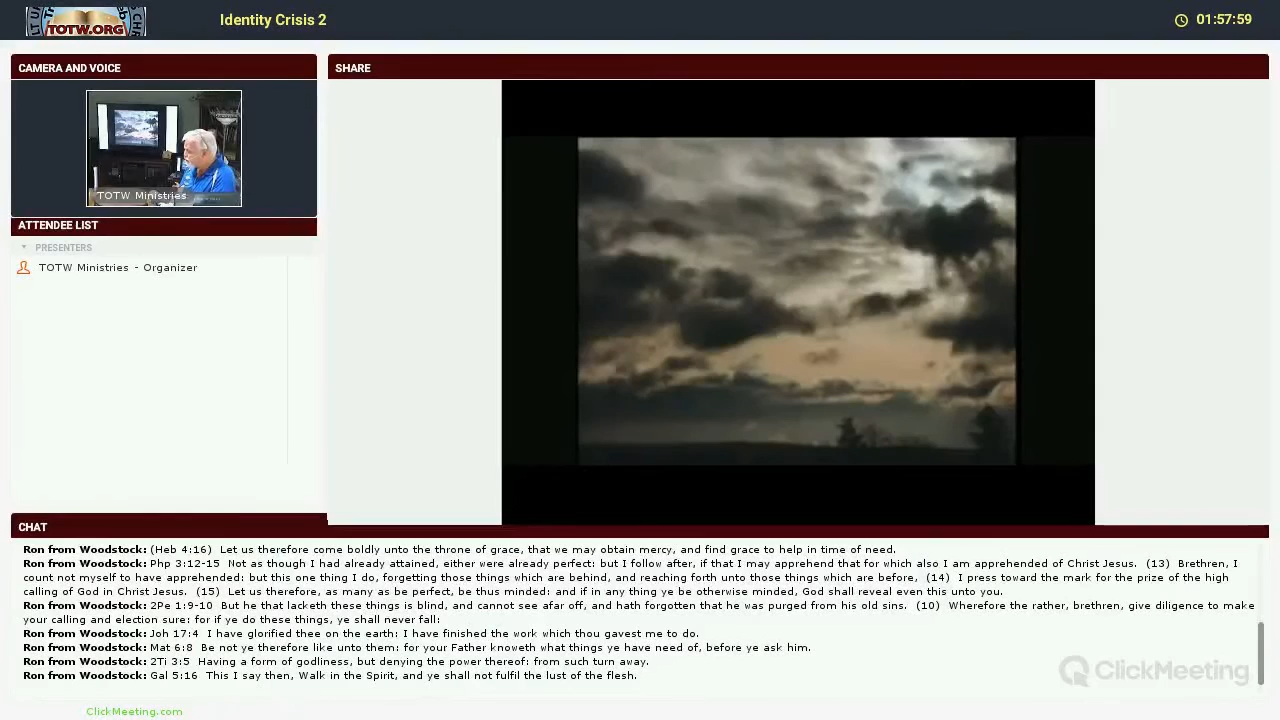 TOTW.ORG
Identity Crisis 2
01:57:59
CAMERA AND VOICE
SHARE
TOTW Ministries
ATTENDEE LIST
PRESENTERS
TOTW Ministries - Organizer
CHAT
Ron from Woodstock: (Heb 4:16)  Let us therefore come boldly unto the throne of grace, that we may obtain mercy, and find grace to help in time of need.
Ron from Woodstock: Php 3:12-15  Not as though I had already attained, either were already perfect: but I follow after, if that I may apprehend that for which also I am apprehended of Christ Jesus.  (13)  Brethren, I
count not myself to have apprehended: but this one thing I do, forgetting those things which are behind, and reaching forth unto those things which are before,  (14)  I press toward the mark for the prize of the high
calling of God in Christ Jesus.  (15)  Let us therefore, as many as be perfect, be thus minded: and if in any thing ye be otherwise minded, God shall reveal even this unto you.
Ron from Woodstock: 2Pe 1:9-10  But he that lacketh these things is blind, and cannot see afar off, and hath forgotten that he was purged from his old sins.  (10)  Wherefore the rather, brethren, give diligence to make
your calling and election sure: for if ye do these things, ye shall never fall:
Ron from Woodstock: Joh 17:4  I have glorified thee on the earth: I have finished the work which thou gavest me to do.
Ron from Woodstock: Mat 6:8  Be not ye therefore like unto them: for your Father knoweth what things ye have need of, before ye ask him.
Ron from Woodstock: 2Ti 3:5  Having a form of godliness, but denying the power thereof: from such turn away.
Ron from Woodstock: Gal 5:16  This I say then, Walk in the Spirit, and ye shall not fulfil the lust of the flesh.
ClickMeeting
ClickMeeting.com